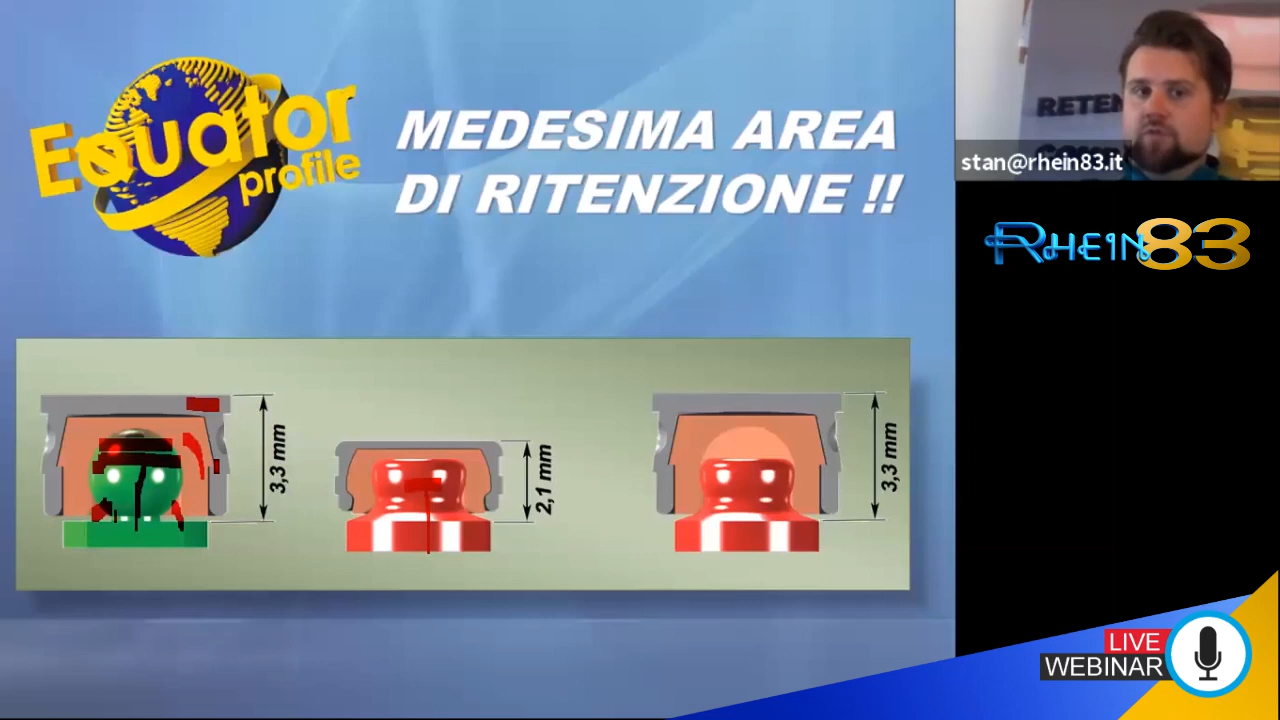 Equator
profile
MEDESIMA AREA
DI RITENZIONE !!
3,3 mm
2,1 mm
3,3 mm
RETEN
stan@rhein83.it
RHEIN83
LIVE
WEBINAR